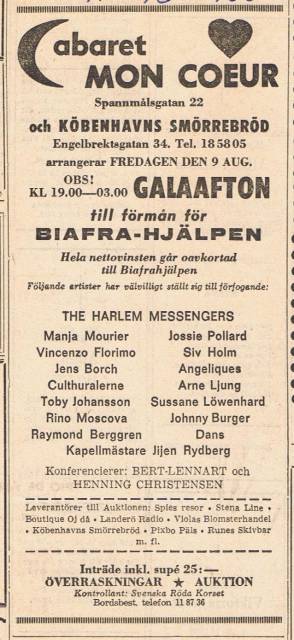 Cabaret
MON COEUR
Spannmålsgatan 22
och KÖBENHAVNS SMÖRREBRÖD
Engelbrektsgatan 34. Tel. 18 58 05
arrangerar FREDAGEN DEN 9 AUG.
OBS!
KL 19.00—03.00 GALAAFTON
till förmån för
BIAFRA-HJÄLPEN
Hela nettovinsten går oavkortad
till Biafrahjälpen
Följande artister har välvilligt ställt sig till förfogande:
THE HARLEM MESSENGERS
Manja Mourier Jossie Pollard
Vincenzo Florimo Siv Holm
Jens Borch Angeliques
Culthuralerne Arne Ljung
Toby Johansson Sussane Löwenhard
Rino Moscova Johnny Burger
Raymond Berggren Dans
Kapellmästare Jijen Rydberg
Konferencierer: BERT-LENNART och
HENNING CHRISTENSEN
Leverantörer till Auktionen: Spies resor • Stena Line •
Boutique Oj då • Landerö Radio • Violas Blomsterhandel
• Köbenhavns Smörrebröd • Pixbo Päls • Runes Skivbar
m. fl.
Inträde inkl. supé 25:—
ÖVERRASKNINGAR ★ AUKTION
Kontrollant: Svenska Röda Korset
Bordsbest. telefon 11 87 36